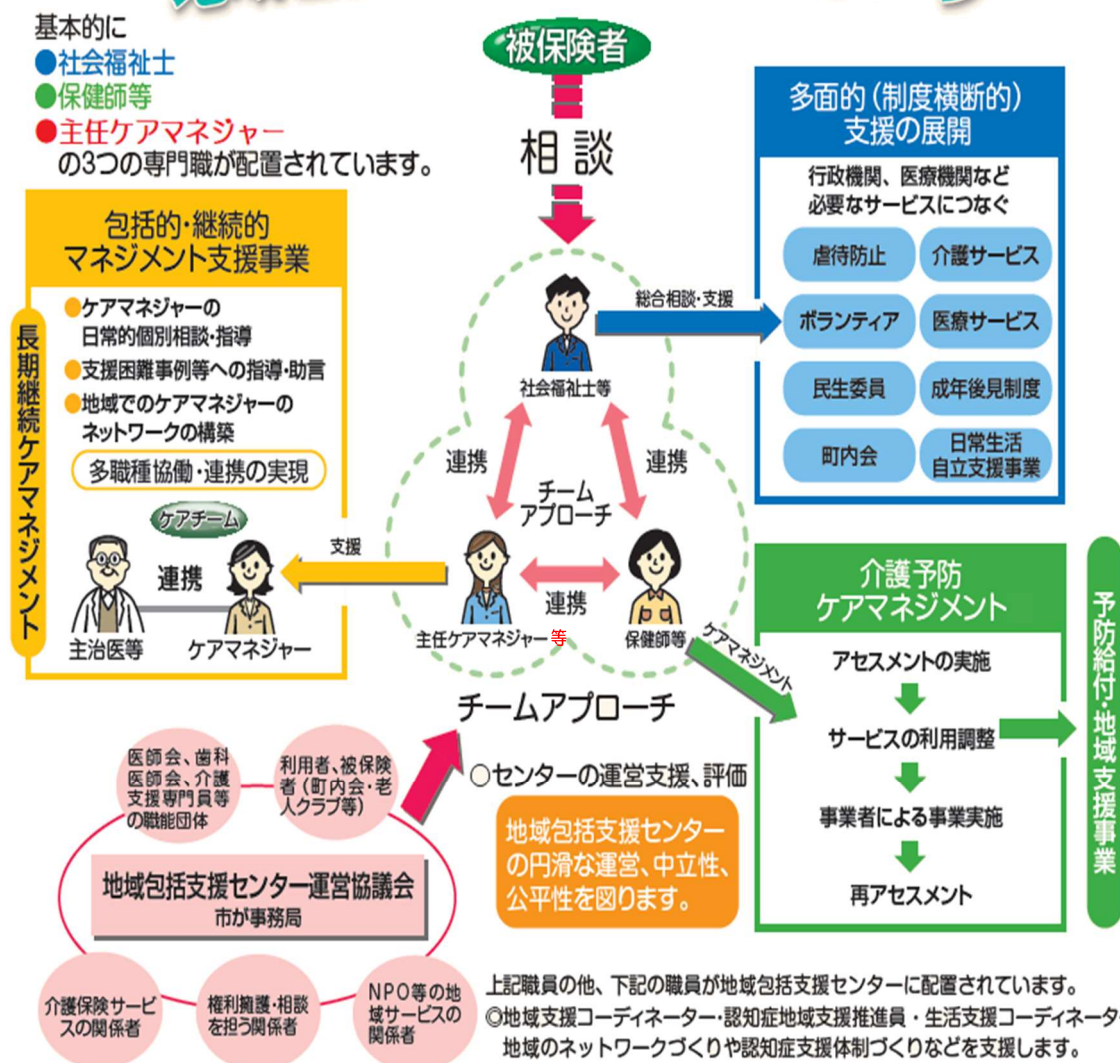 基本的に
●社会福祉士
●保健師等
●主任ケアマネジャー
の3つの専門職が配置されています。
被保険者
相談
包括的・継続的
マネジメント支援事業
長期継続ケアマネジメント
●ケアマネジャーの
日常的個別相談・指導
●支援困難事例等への指導・助言
●地域でのケアマネジャーの
ネットワークの構築
多職種協働・連携の実現
ケアチーム
連携
主治医等
ケアマネジャー
支援
社会福祉士等
連携
連携
チーム
アプローチ
連携
主任ケアマネジャー等
保健師等
チームアプローチ
総合相談・支援
多面的(制度横断的)
支援の展開
行政機関、医療機関など
必要なサービスにつなぐ
虐待防止
介護サービス
ボランティア
医療サービス
民生委員
成年後見制度
町内会
日常生活
自立支援事業
ケアマネジメント
介護予防
ケアマネジメント
アセスメントの実施
サービスの利用調整
事業者による事業実施
再アセスメント
予防給付・地域支援事業
医師会、歯科
医師会、介護
支援専門員等
の職能団体
利用者、被保険
者(町内会・老
人クラブ等)
地域包括支援センター運営協議会
市が事務局
介護保険サービ
スの関係者
権利擁護・相談
を担う関係者
NPO等の地
域サービスの
関係者
○センターの運営支援、評価
地域包括支援センター
の円滑な運営、中立性、
公平性を図ります。
上記職員の他、下記の職員が地域包括支援センターに配置されています。
◎地域支援コーディネーター・認知症地域支援推進員・生活支援コーディネータ
地域のネットワークづくりや認知症支援体制づくりなどを支援します。